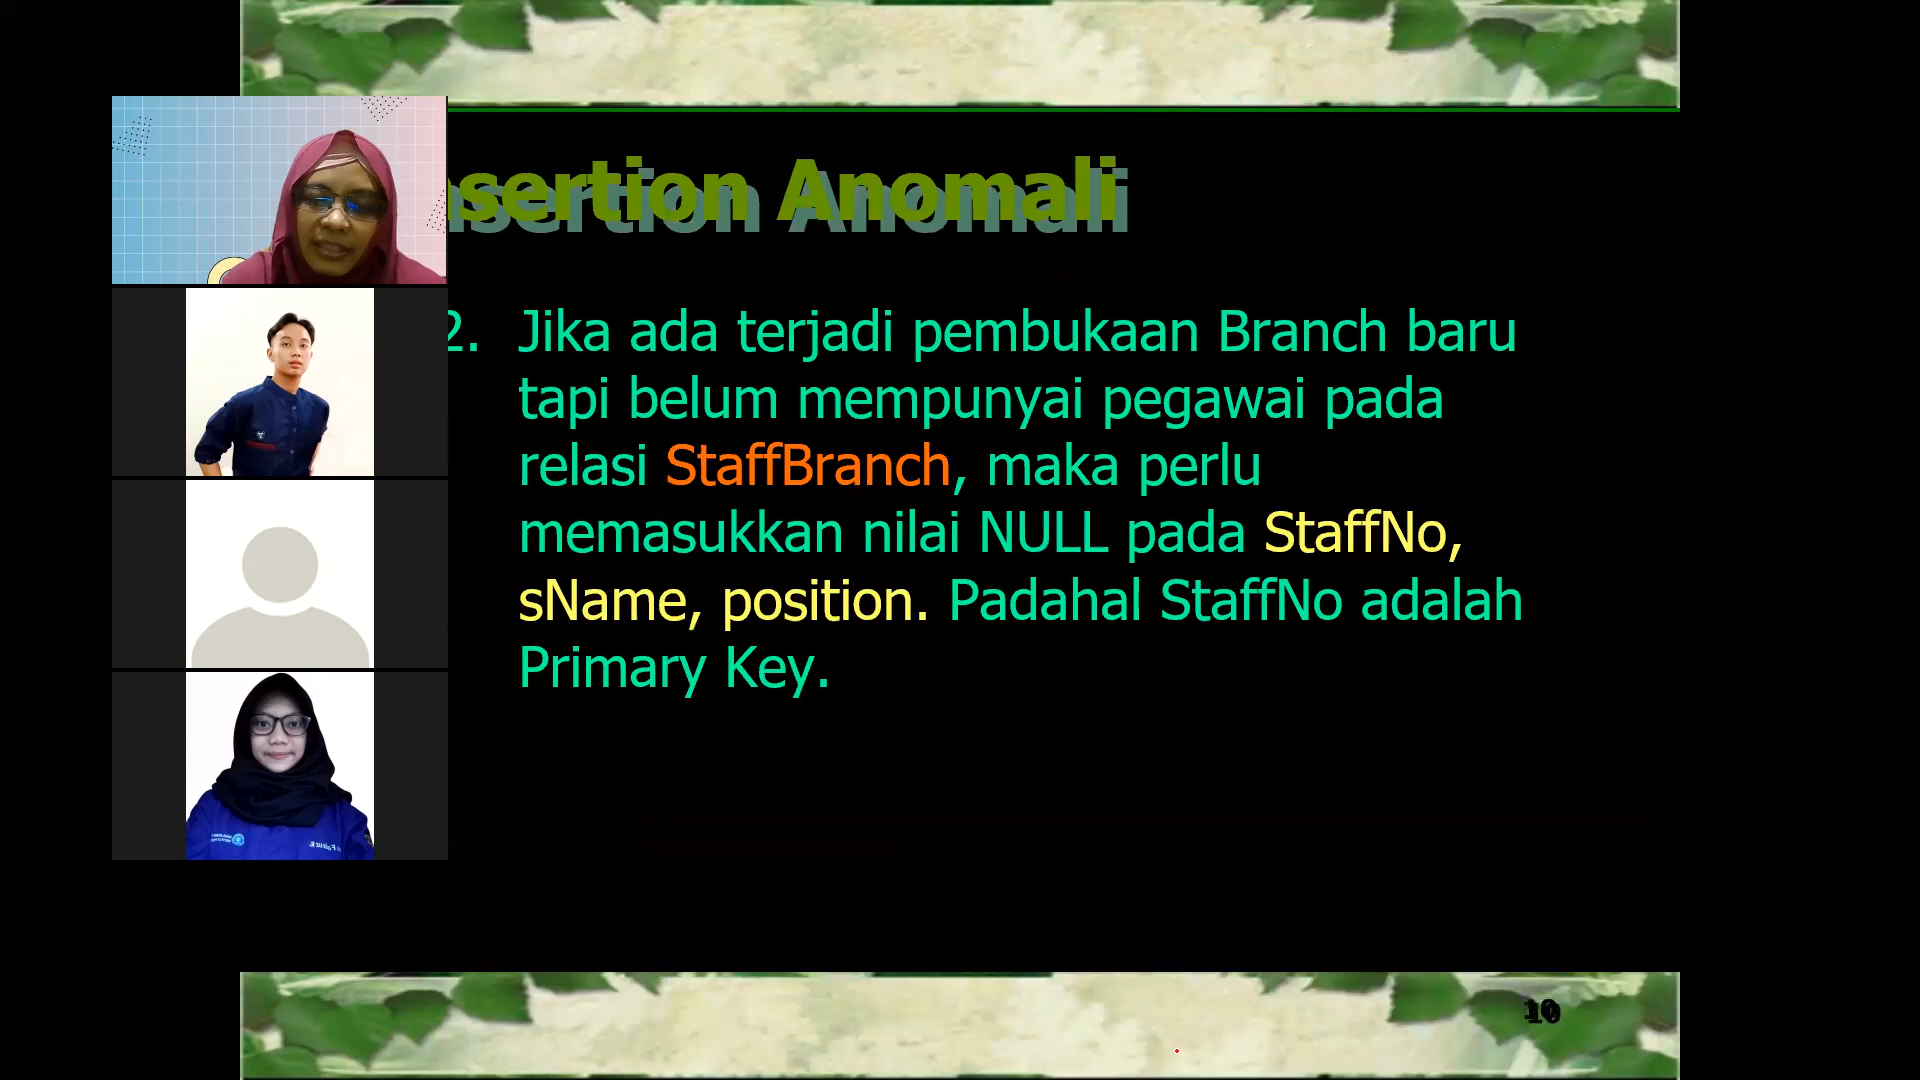 nsertion Anomali
2. Jika ada terjadi pembukaan Branch baru
tapi belum mempunyai pegawai pada
relasi StaffBranch, maka perlu
memasukkan nilai NULL pada StaffNo,
sName, position. Padahal StaffNo adalah
Primary Key.
10